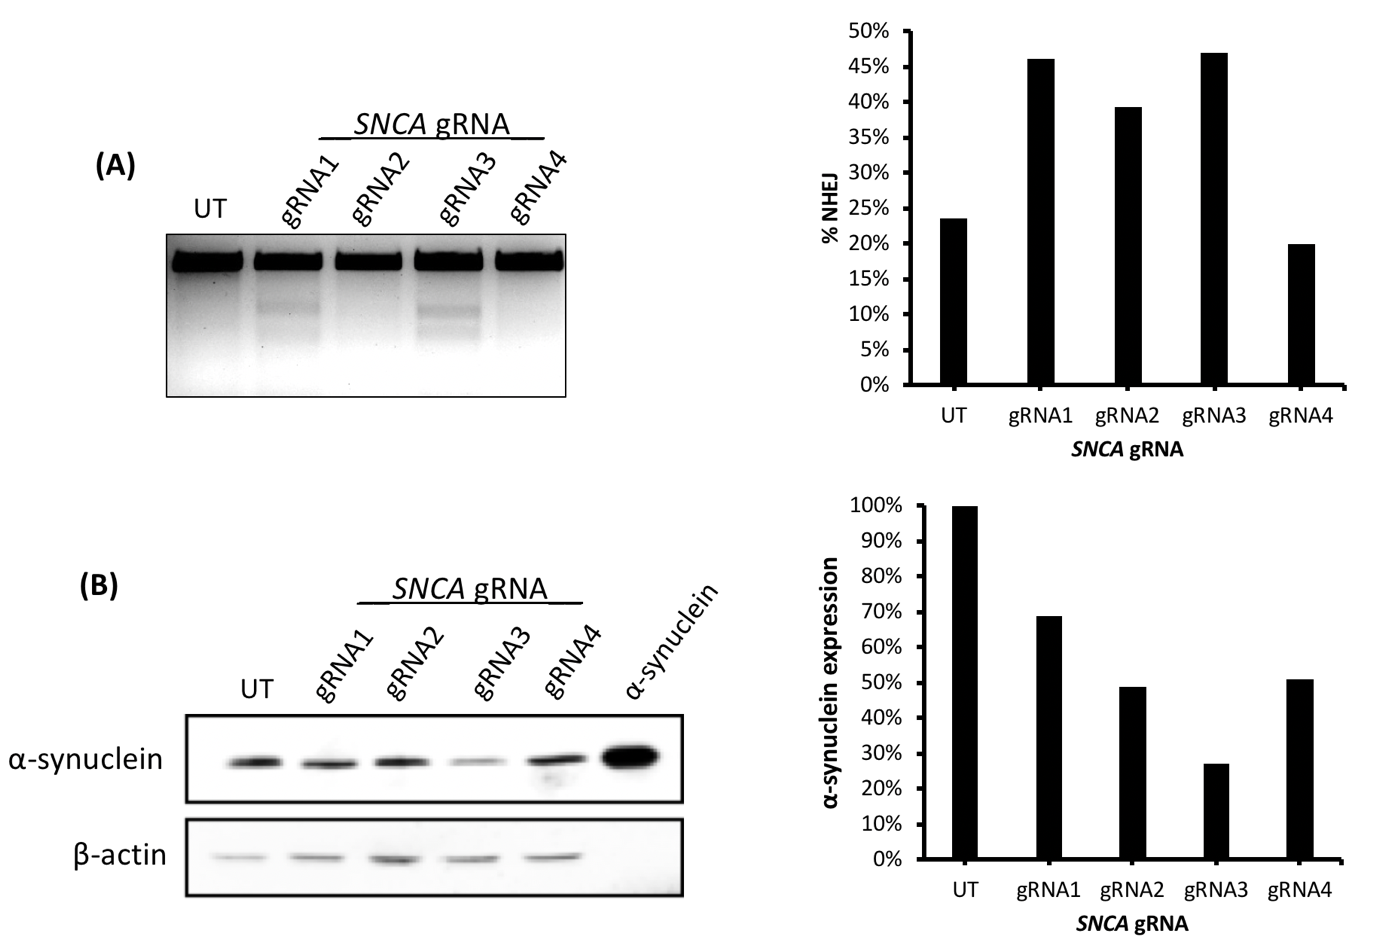 (A)
SNCA gRNA
UT
gRNA1
gRNA2
gRNA3
gRNA4
% NHEJ
50%
45%
40%
35%
30%
25%
20%
15%
10%
5%
0%
UT gRNA1 gRNA2 gRNA3 gRNA4
SNCA gRNA
(B)
SNCA gRNA
UT
gRNA1
gRNA2
gRNA3
gRNA4
α-synuclein
α-synuclein
β-actin
α-synuclein expression
100%
90%
80%
70%
60%
50%
40%
30%
20%
10%
0%
UT gRNA1 gRNA2 gRNA3 gRNA4
SNCA gRNA